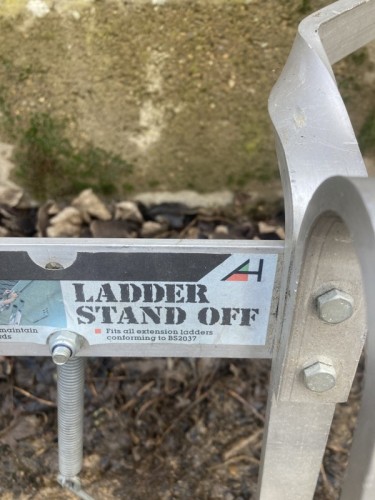 AH
LADDER
STAND OFF
Fits all extension ladders
conforming to BS2037
maintain